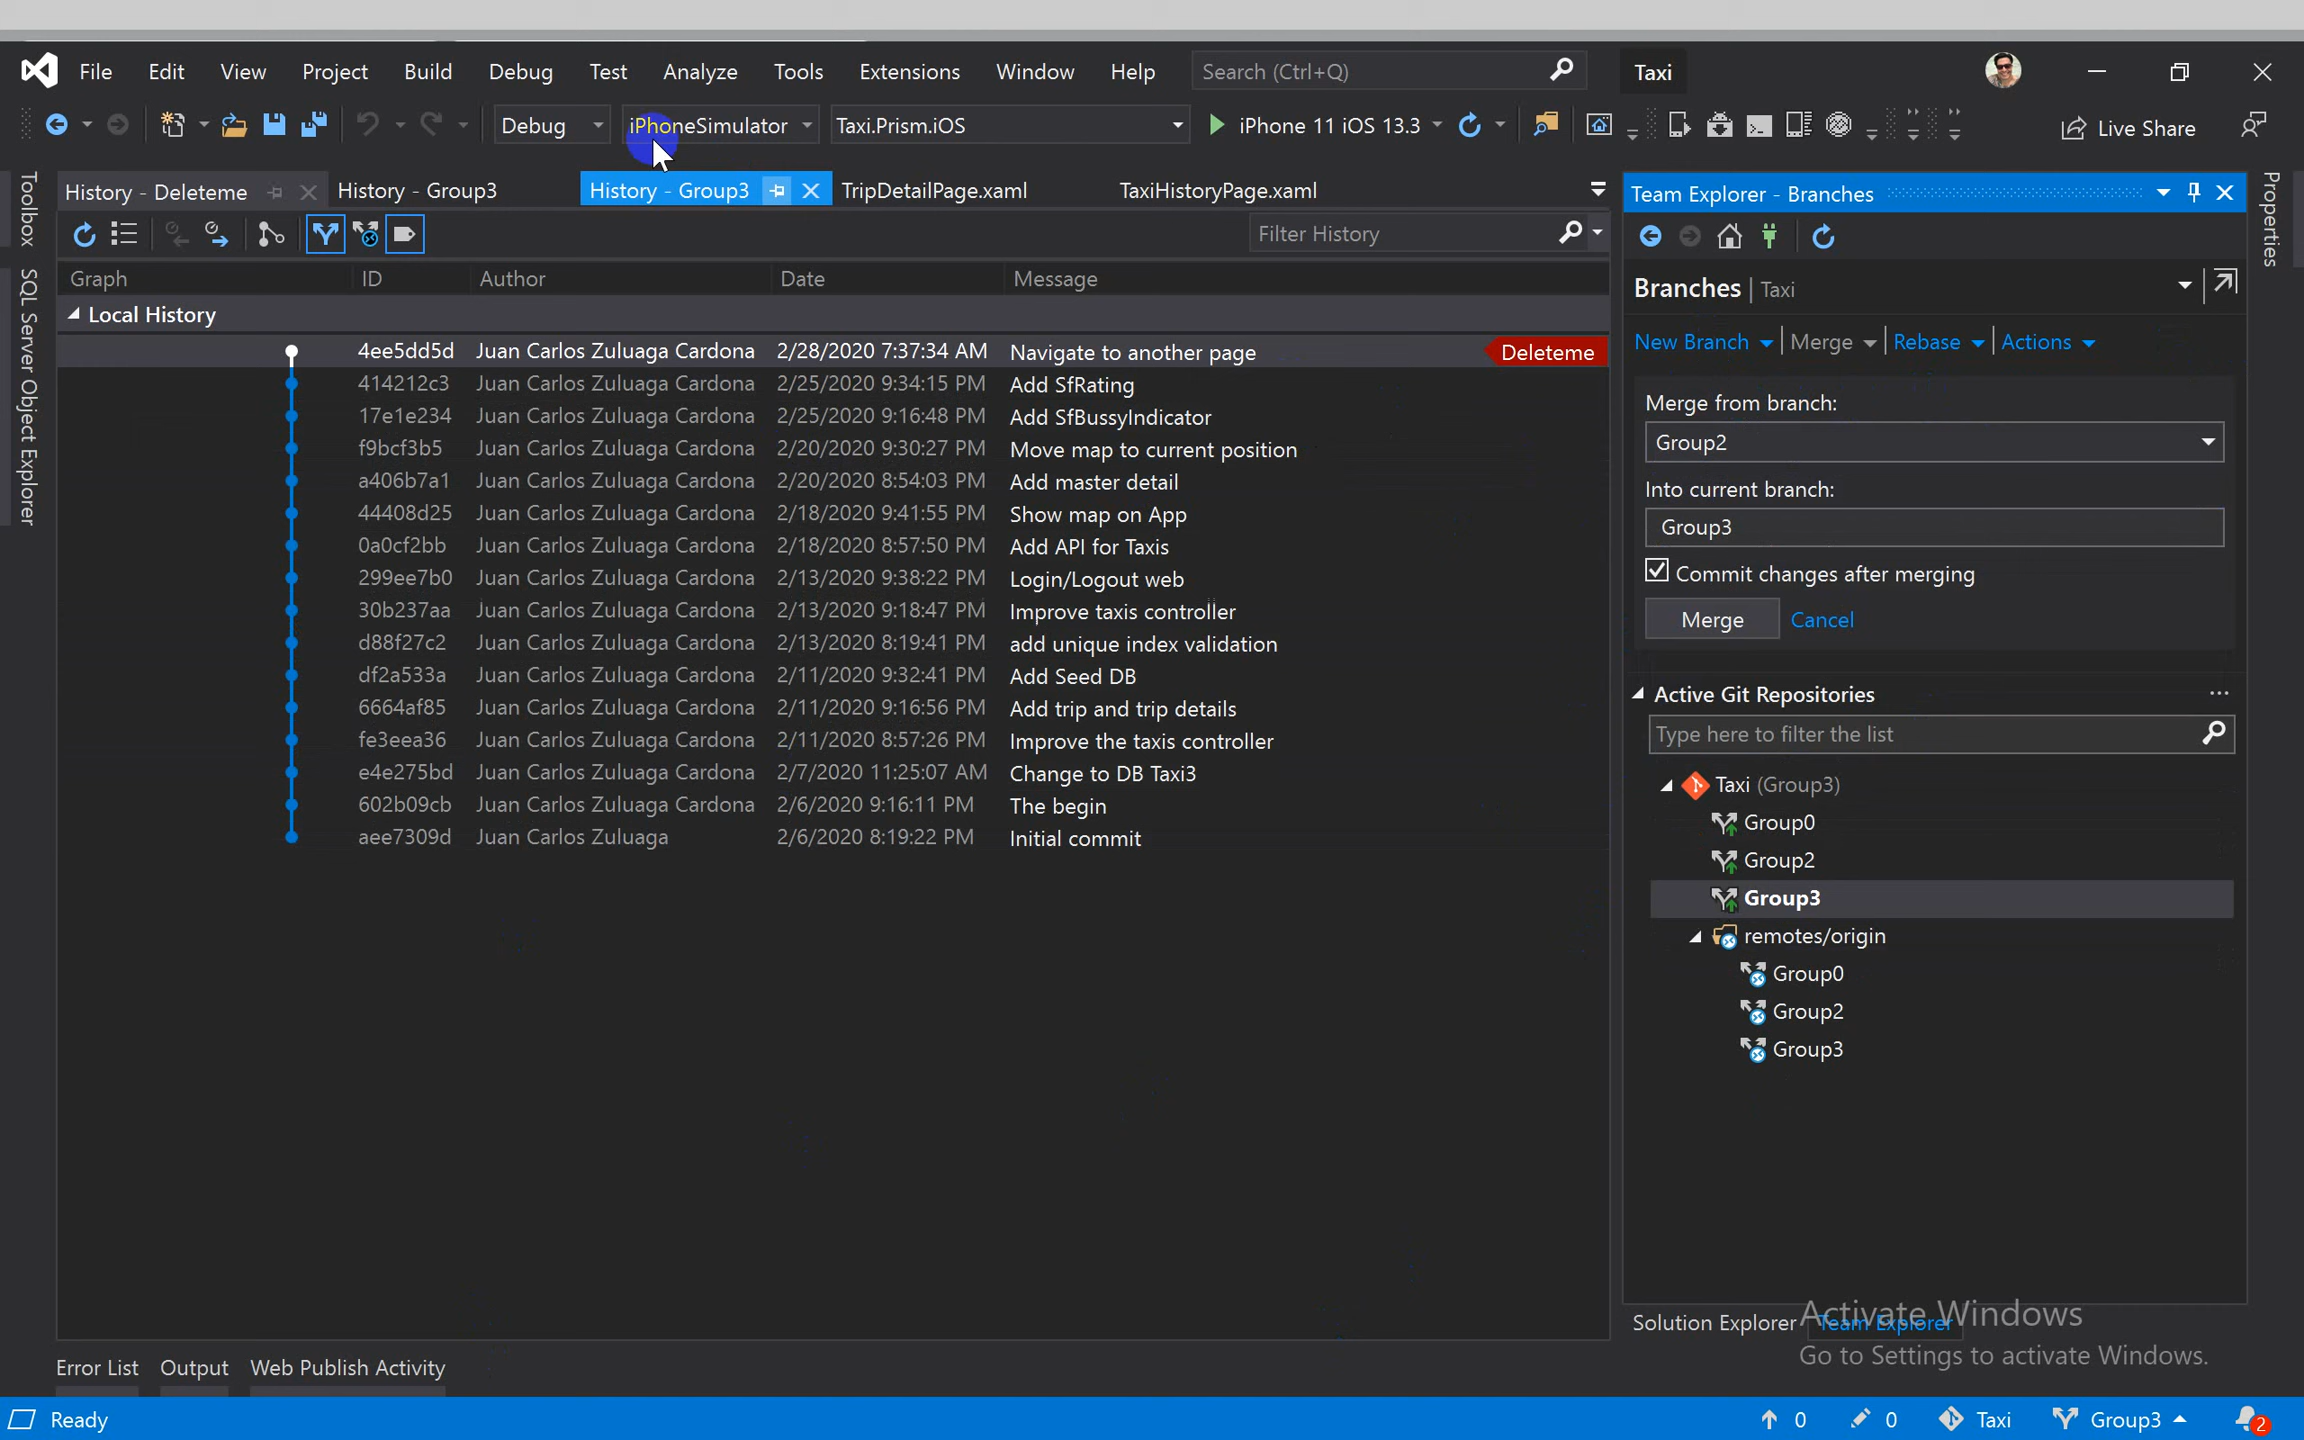 File Edit View Project Build Debug Test Analyze Tools Extensions Window Help Search (Ctrl+Q) Taxi
Debug iPhoneSimulator Taxi.Prism.iOS iPhone 11 iOS 13.3 Live Share
Toolbox
SQL Server Object Explorer
History - Deleteme History - Group3 History - Group3 TripDetailPage.xaml TaxiHistoryPage.xaml
Filter History
Graph ID Author Date Message
Local History
4ee5dd5d Juan Carlos Zuluaga Cardona 2/28/2020 7:37:34 AM Navigate to another page Deleteme
414212c3 Juan Carlos Zuluaga Cardona 2/25/2020 9:34:15 PM Add SfRating
17e1e234 Juan Carlos Zuluaga Cardona 2/25/2020 9:16:48 PM Add SfBussyIndicator
f9bcf3b5 Juan Carlos Zuluaga Cardona 2/20/2020 9:30:27 PM Move map to current position
a406b7a1 Juan Carlos Zuluaga Cardona 2/20/2020 8:54:03 PM Add master detail
44408d25 Juan Carlos Zuluaga Cardona 2/18/2020 9:41:55 PM Show map on App
0a0cf2bb Juan Carlos Zuluaga Cardona 2/18/2020 8:57:50 PM Add API for Taxis
299ee7b0 Juan Carlos Zuluaga Cardona 2/13/2020 9:38:22 PM Login/Logout web
30b237aa Juan Carlos Zuluaga Cardona 2/13/2020 9:18:47 PM Improve taxis controller
d88f27c2 Juan Carlos Zuluaga Cardona 2/13/2020 8:19:41 PM add unique index validation
df2a533a Juan Carlos Zuluaga Cardona 2/11/2020 9:32:41 PM Add Seed DB
6664af85 Juan Carlos Zuluaga Cardona 2/11/2020 9:16:56 PM Add trip and trip details
fe3eea36 Juan Carlos Zuluaga Cardona 2/11/2020 8:57:26 PM Improve the taxis controller
e4e275bd Juan Carlos Zuluaga Cardona 2/7/2020 11:25:07 AM Change to DB Taxi3
602b09cb Juan Carlos Zuluaga Cardona 2/6/2020 9:16:11 PM The begin
aee7309d Juan Carlos Zuluaga 2/6/2020 8:19:22 PM Initial commit
Team Explorer - Branches
Branches | Taxi
New Branch Merge Rebase Actions
Merge from branch:
Group2
Into current branch:
Group3
Commit changes after merging
Merge Cancel
Active Git Repositories ...
Type here to filter the list
Taxi (Group3)
Group0
Group2
Group3
remotes/origin
Group0
Group2
Group3
Properties
Solution Explorer Team Explorer
Activate Windows
Go to Settings to activate Windows.
Error List Output Web Publish Activity
Ready 0 0 Taxi Group3 2